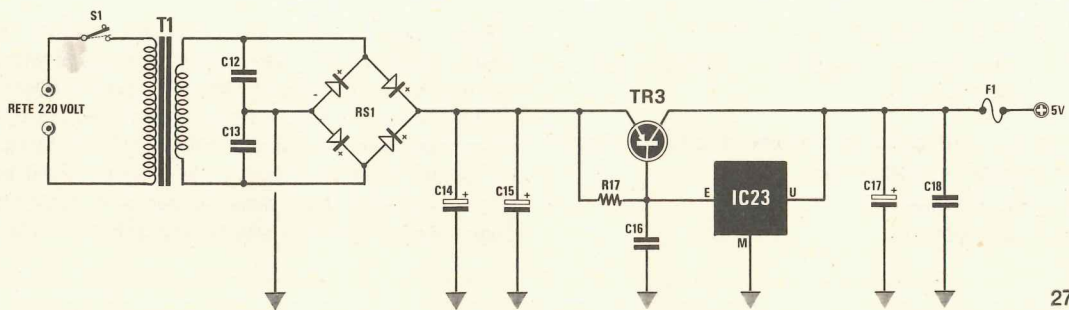 S1
T1
RETE 220 VOLT
C12
C13
RS1
C14
+
C15
+
R17
C16
TR3
E
IC23
U
M
C17
+
C18
F1
5V
27